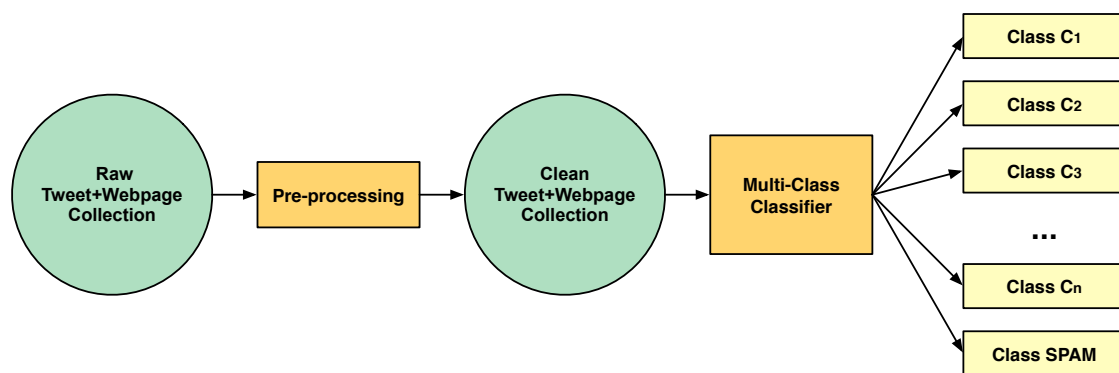 Raw
Tweet+Webpage
Collection
Pre-processing
Clean
Tweet+Webpage
Collection
Multi-Class
Classifier
Class C1
Class C2
Class C3
...
Class Cn
Class SPAM